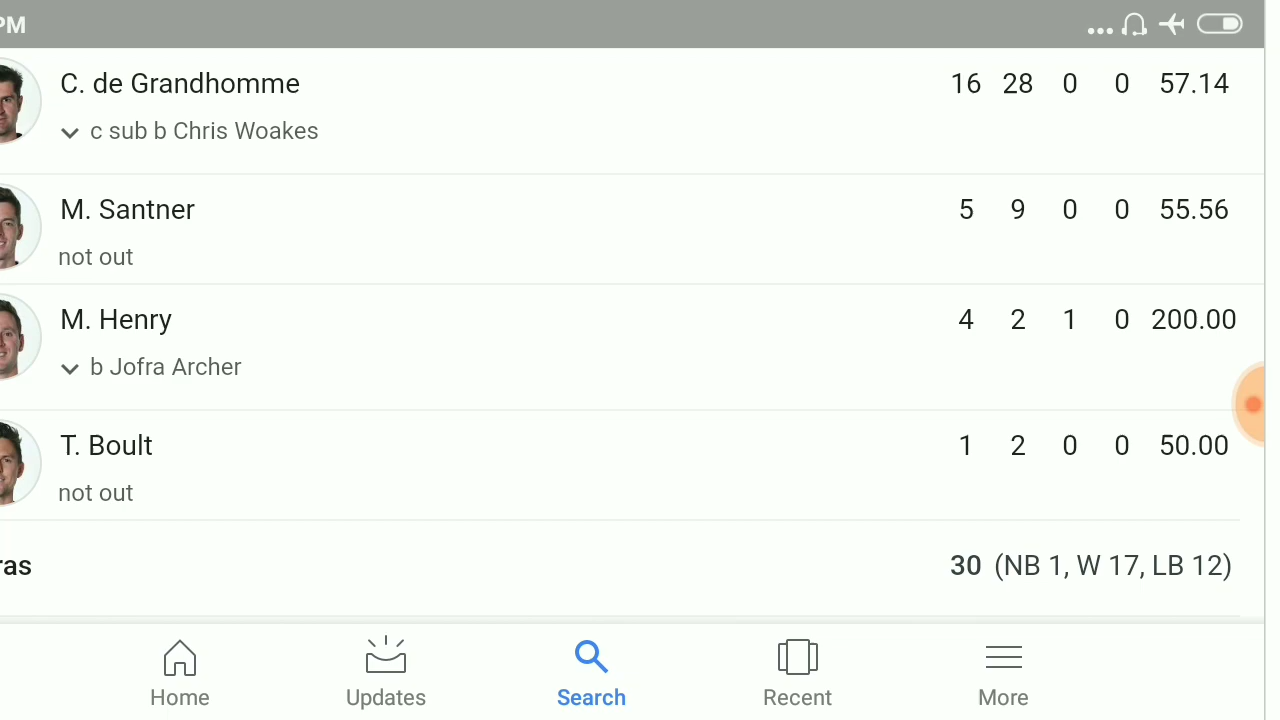 PM
C. de Grandhomme 16 28 0 0 57.14
c sub b Chris Woakes
M. Santner 5 9 0 0 55.56
not out
M. Henry 4 2 1 0 200.00
b Jofra Archer
T. Boult 1 2 0 0 50.00
not out
ras 30 (NB 1, W 17, LB 12)
Home Updates Search Recent More